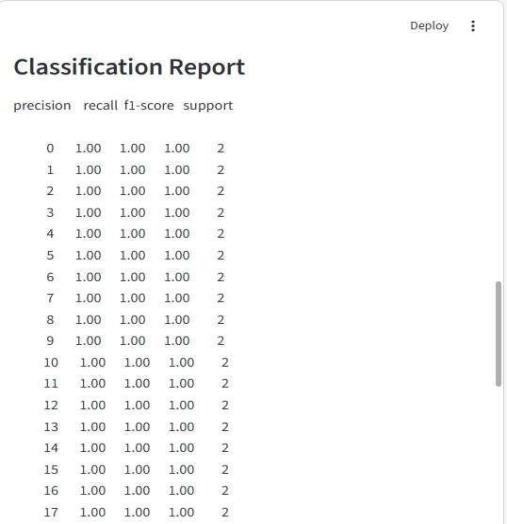 Deploy
Classification Report
precision recall f1-score support
0 1.00 1.00 1.00 2
1 1.00 1.00 1.00 2
2 1.00 1.00 1.00 2
3 1.00 1.00 1.00 2
4 1.00 1.00 1.00 2
5 1.00 1.00 1.00 2
6 1.00 1.00 1.00 2
7 1.00 1.00 1.00 2
8 1.00 1.00 1.00 2
9 1.00 1.00 1.00 2
10 1.00 1.00 1.00 2
11 1.00 1.00 1.00 2
12 1.00 1.00 1.00 2
13 1.00 1.00 1.00 2
14 1.00 1.00 1.00 2
15 1.00 1.00 1.00 2
16 1.00 1.00 1.00 2
17 1.00 1.00 1.00 2